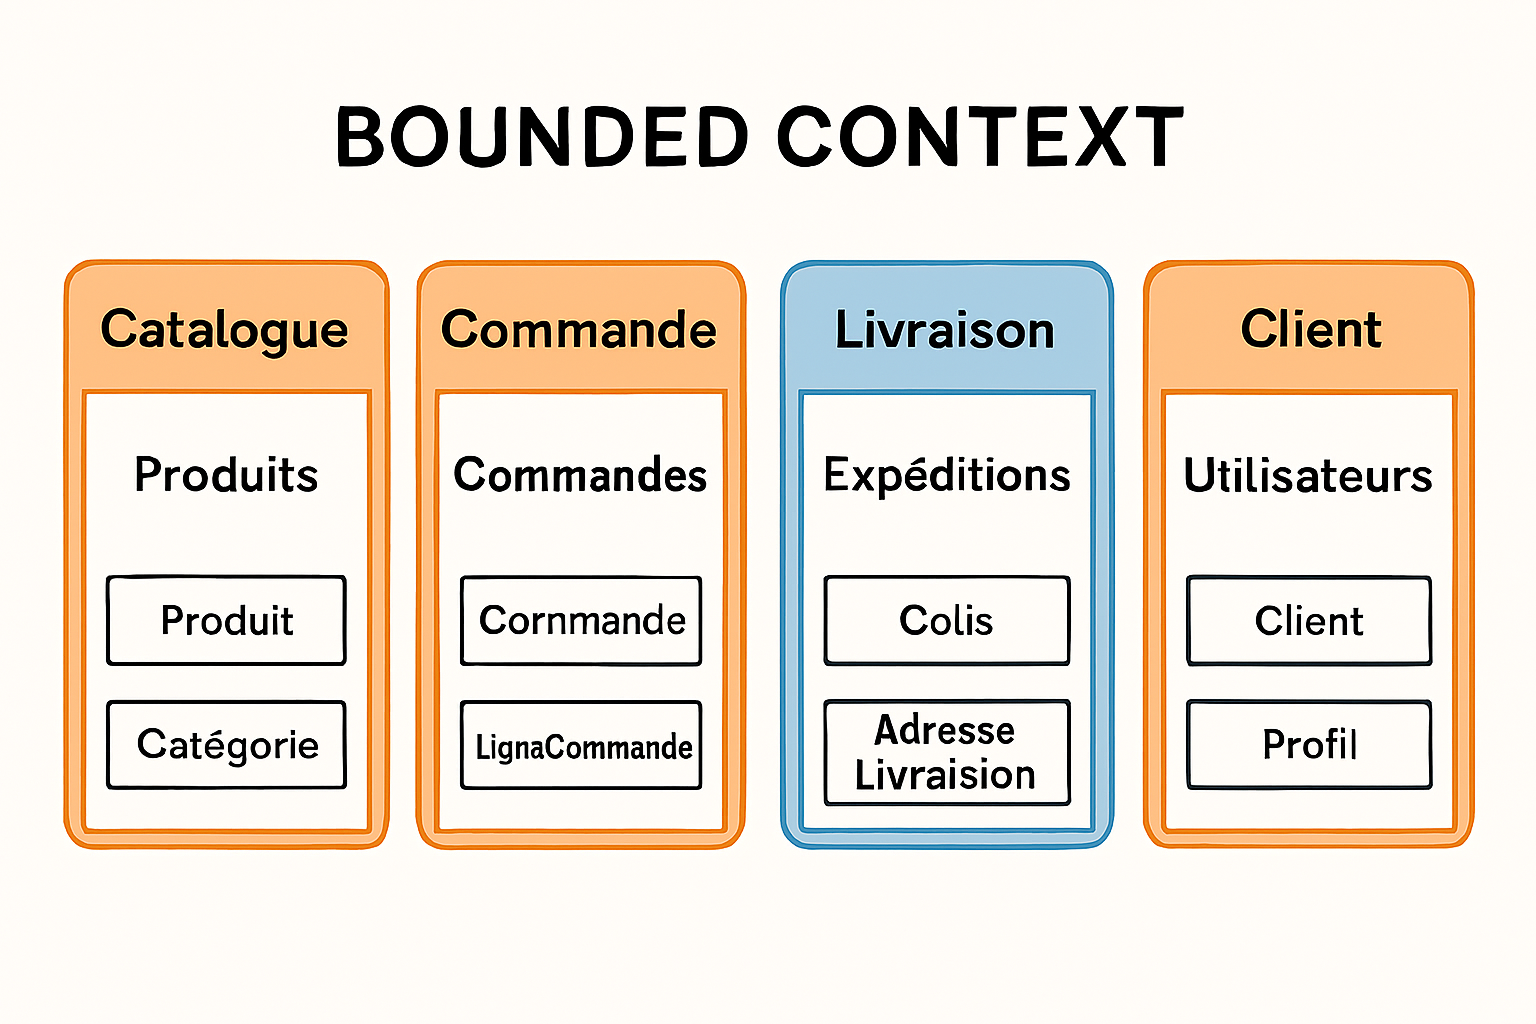 BOUNDED CONTEXT
Catalogue
Produits
Produit
Catégorie
Commande
Commandes
Cornmande
LignaCommande
Livraison
Expéditions
Colis
Adresse
Livraision
Client
Utilisateurs
Client
Profil